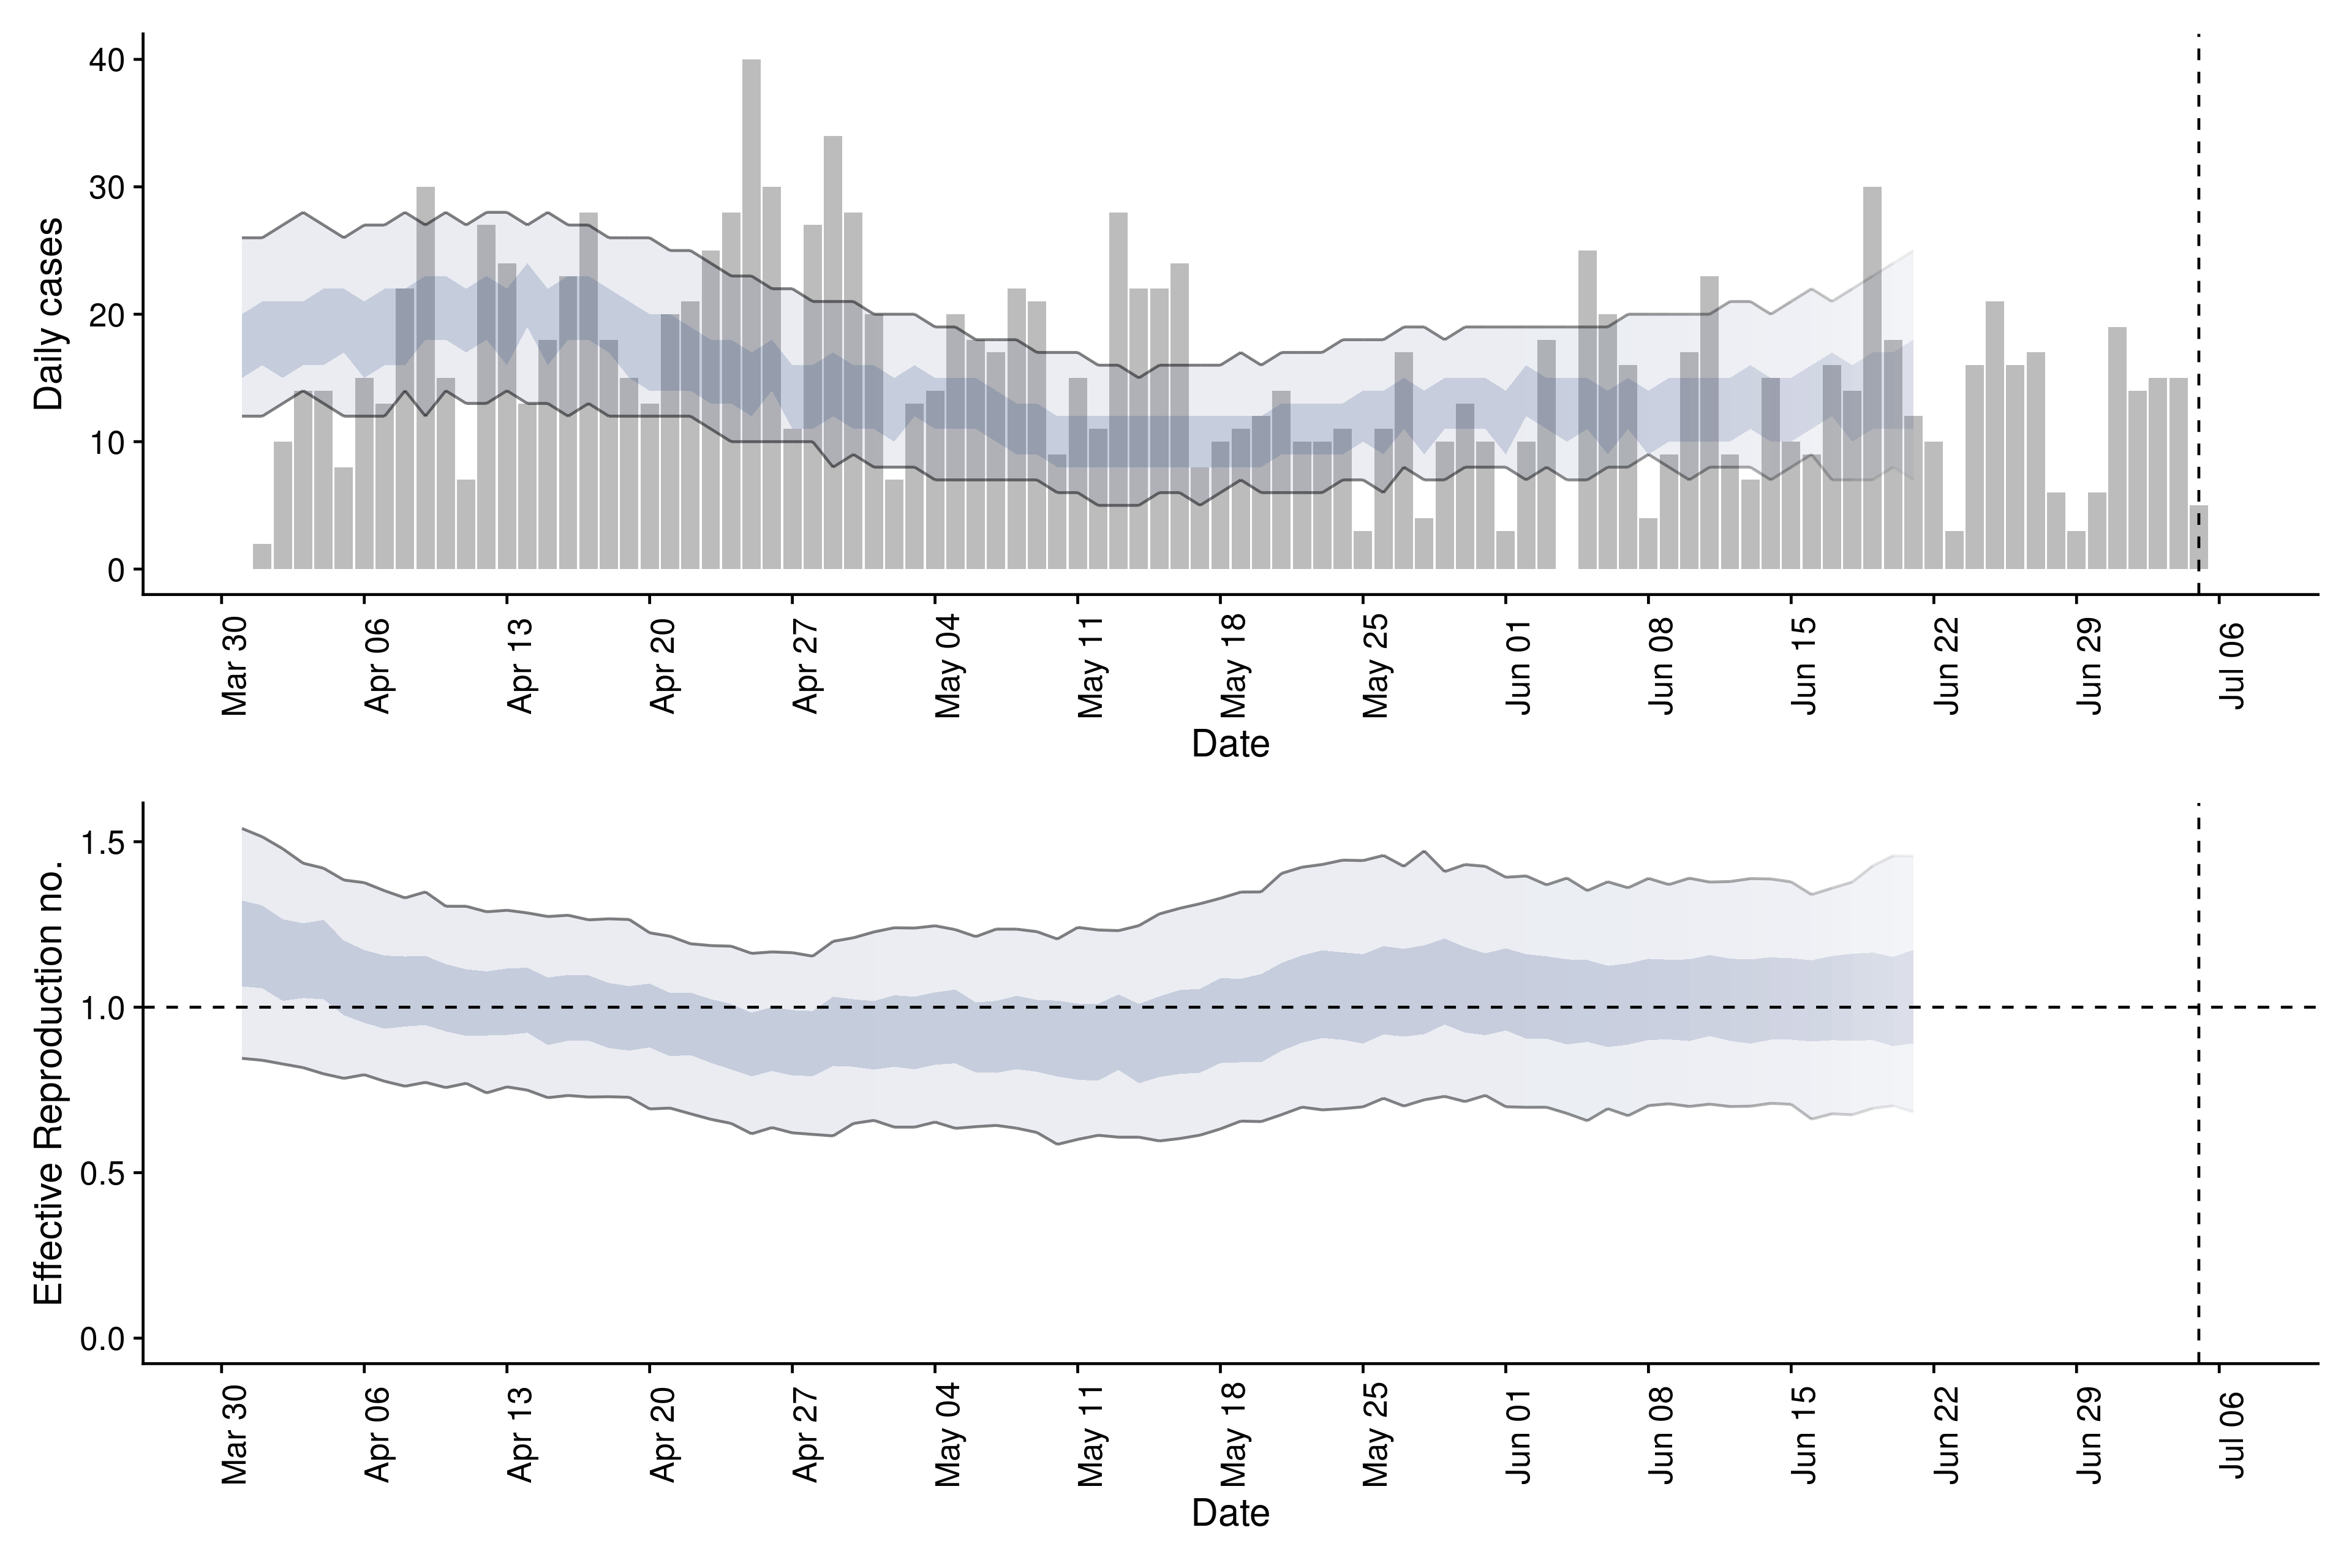 Daily cases
40
30
20
10
0
Mar 30
Apr 06
Apr 13
Apr 20
Apr 27
May 04
May 11
May 18
May 25
Jun 01
Jun 08
Jun 15
Jun 22
Jun 29
Jul 06
Date
Effective Reproduction no.
1.5
1.0
0.5
0.0
Mar 30
Apr 06
Apr 13
Apr 20
Apr 27
May 04
May 11
May 18
May 25
Jun 01
Jun 08
Jun 15
Jun 22
Jun 29
Jul 06
Date